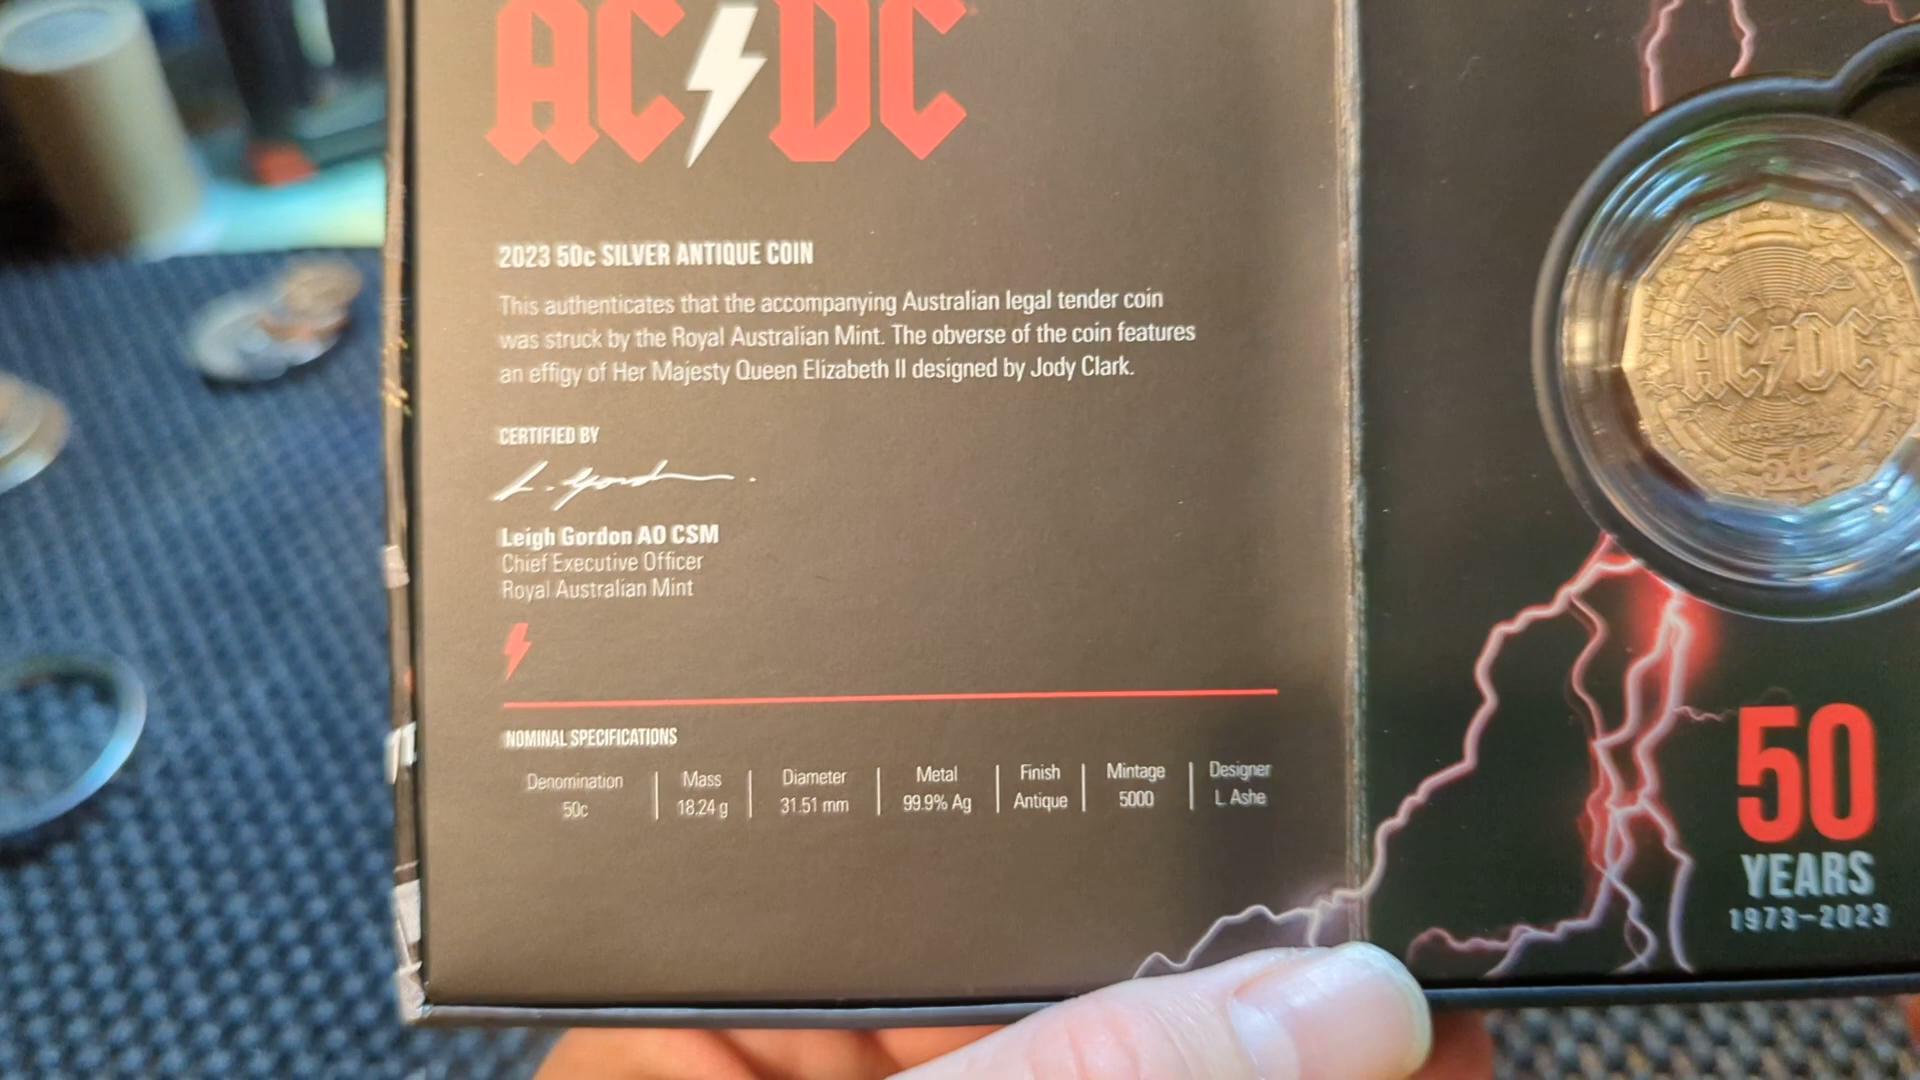 AC DC
2023 50c SILVER ANTIQUE COIN
This authenticates that the accompanying Australian legal tender coin
was struck by the Royal Australian Mint. The obverse of the coin features
an effigy of Her Majesty Queen Elizabeth II designed by Jody Clark.
CERTIFIED BY
L. Gordon
Leigh Gordon AO CSM
Chief Executive Officer
Royal Australian Mint
NOMINAL SPECIFICATIONS
Denomination Mass Diameter Metal Finish Mintage Designer
50c 18.24 g 31.51 mm 99.9% Ag Antique 5000 L Ashe
AC DC
1973-2023
50
50
YEARS
1973–2023